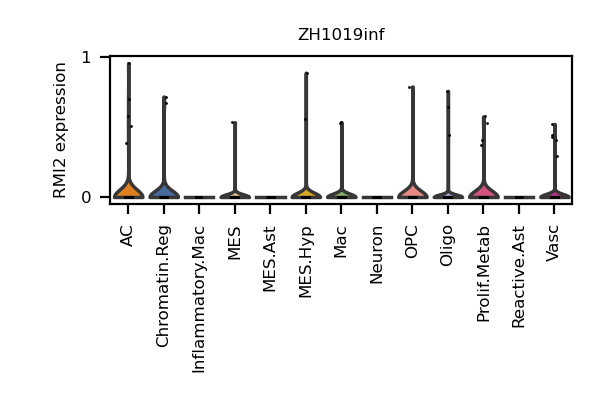 ZH1019inf
RMI2 expression
1
0
AC
Chromatin.Reg
Inflammatory.Mac
MES
MES.Ast
MES.Hyp
Mac
Neuron
OPC
Oligo
Prolif.Metab
Reactive.Ast
Vasc